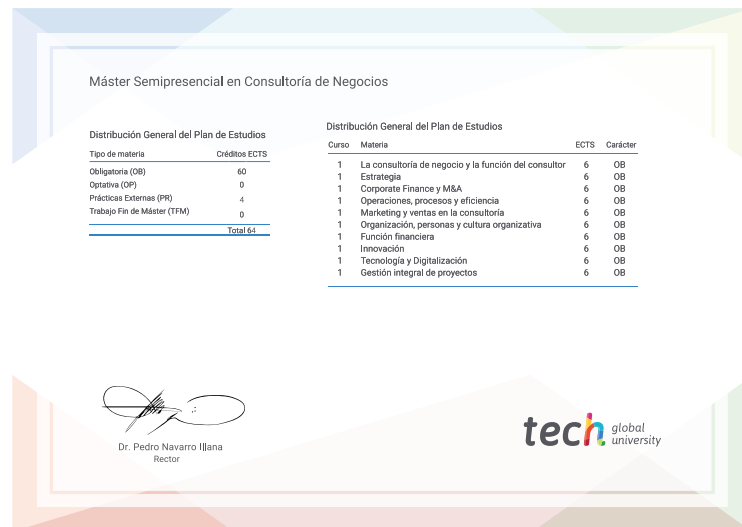 Máster Semipresencial en Consultoría de Negocios
Distribución General del Plan de Estudios
Tipo de materia Créditos ECTS
Obligatoria (OB) 60
Optativa (OP) 0
Prácticas Externas (PR) 4
Trabajo Fin de Máster (TFM) 0
Total 64
Distribución General del Plan de Estudios
Curso Materia ECTS Carácter
1 La consultoría de negocio y la función del consultor 6 OB
1 Estrategia 6 OB
1 Corporate Finance y M&A 6 OB
1 Operaciones, procesos y eficiencia 6 OB
1 Marketing y ventas en la consultoría 6 OB
1 Organización, personas y cultura organizativa 6 OB
1 Función financiera 6 OB
1 Innovación 6 OB
1 Tecnología y Digitalización 6 OB
1 Gestión integral de proyectos 6 OB
Dr. Pedro Navarro Illana
Rector
tech global
university